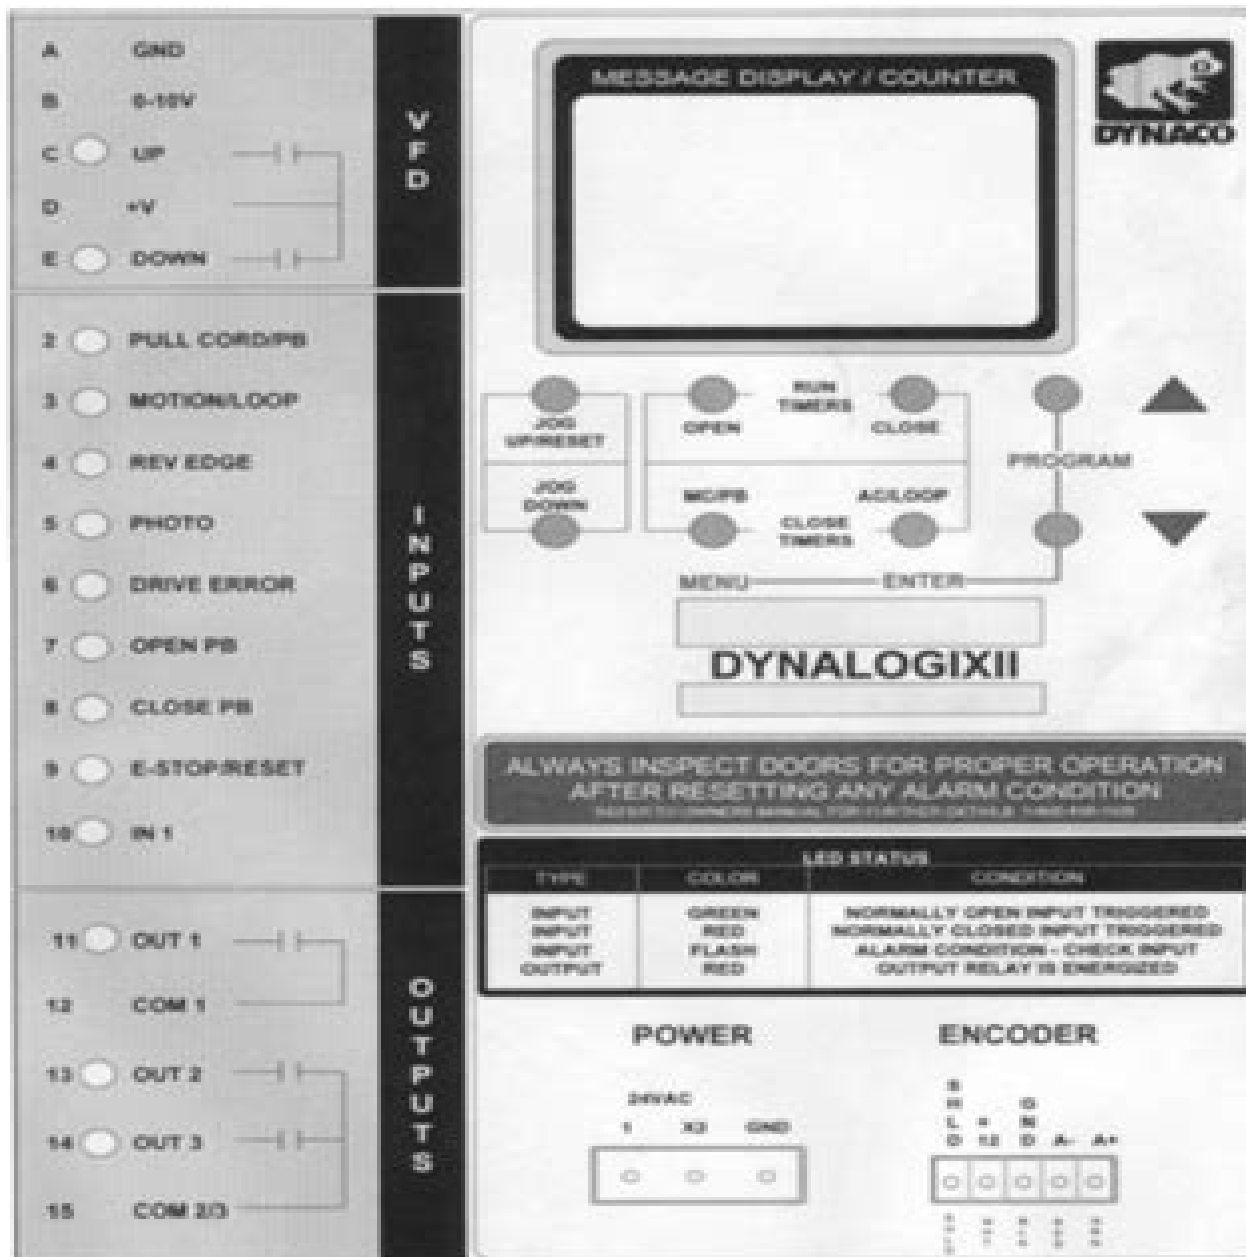 A GND
B 0-10V
C UP
D +V
E DOWN
VFD
2 PULL CORD/PB
3 MOTION/LOOP
4 REV EDGE
5 PHOTO
6 DRIVE ERROR
7 OPEN PB
8 CLOSE PB
9 E-STOP/RESET
10 IN 1
INPUTS
11 OUT 1
12 COM 1
13 OUT 2
14 OUT 3
15 COM 2/3
OUTPUTS
MESSAGE DISPLAY / COUNTER
DYNACO
JOG
UP/RESET
JOG
DOWN
RUN
TIMERS
OPEN
CLOSE
MC/PB
AC/LOOP
CLOSE
TIMERS
PROGRAM
MENU ENTER
DYNALOGIXII
ALWAYS INSPECT DOORS FOR PROPER OPERATION
AFTER RESETTING ANY ALARM CONDITION
LED STATUS
TYPE COLOR CONDITION
INPUT GREEN NORMALLY OPEN INPUT TRIGGERED
INPUT RED NORMALLY CLOSED INPUT TRIGGERED
INPUT FLASH ALARM CONDITION - CHECK INPUT
OUTPUT RED OUTPUT RELAY IS ENERGIZED
POWER
24VAC
1 X2 GND
ENCODER
SHLD +12 GND A- A+